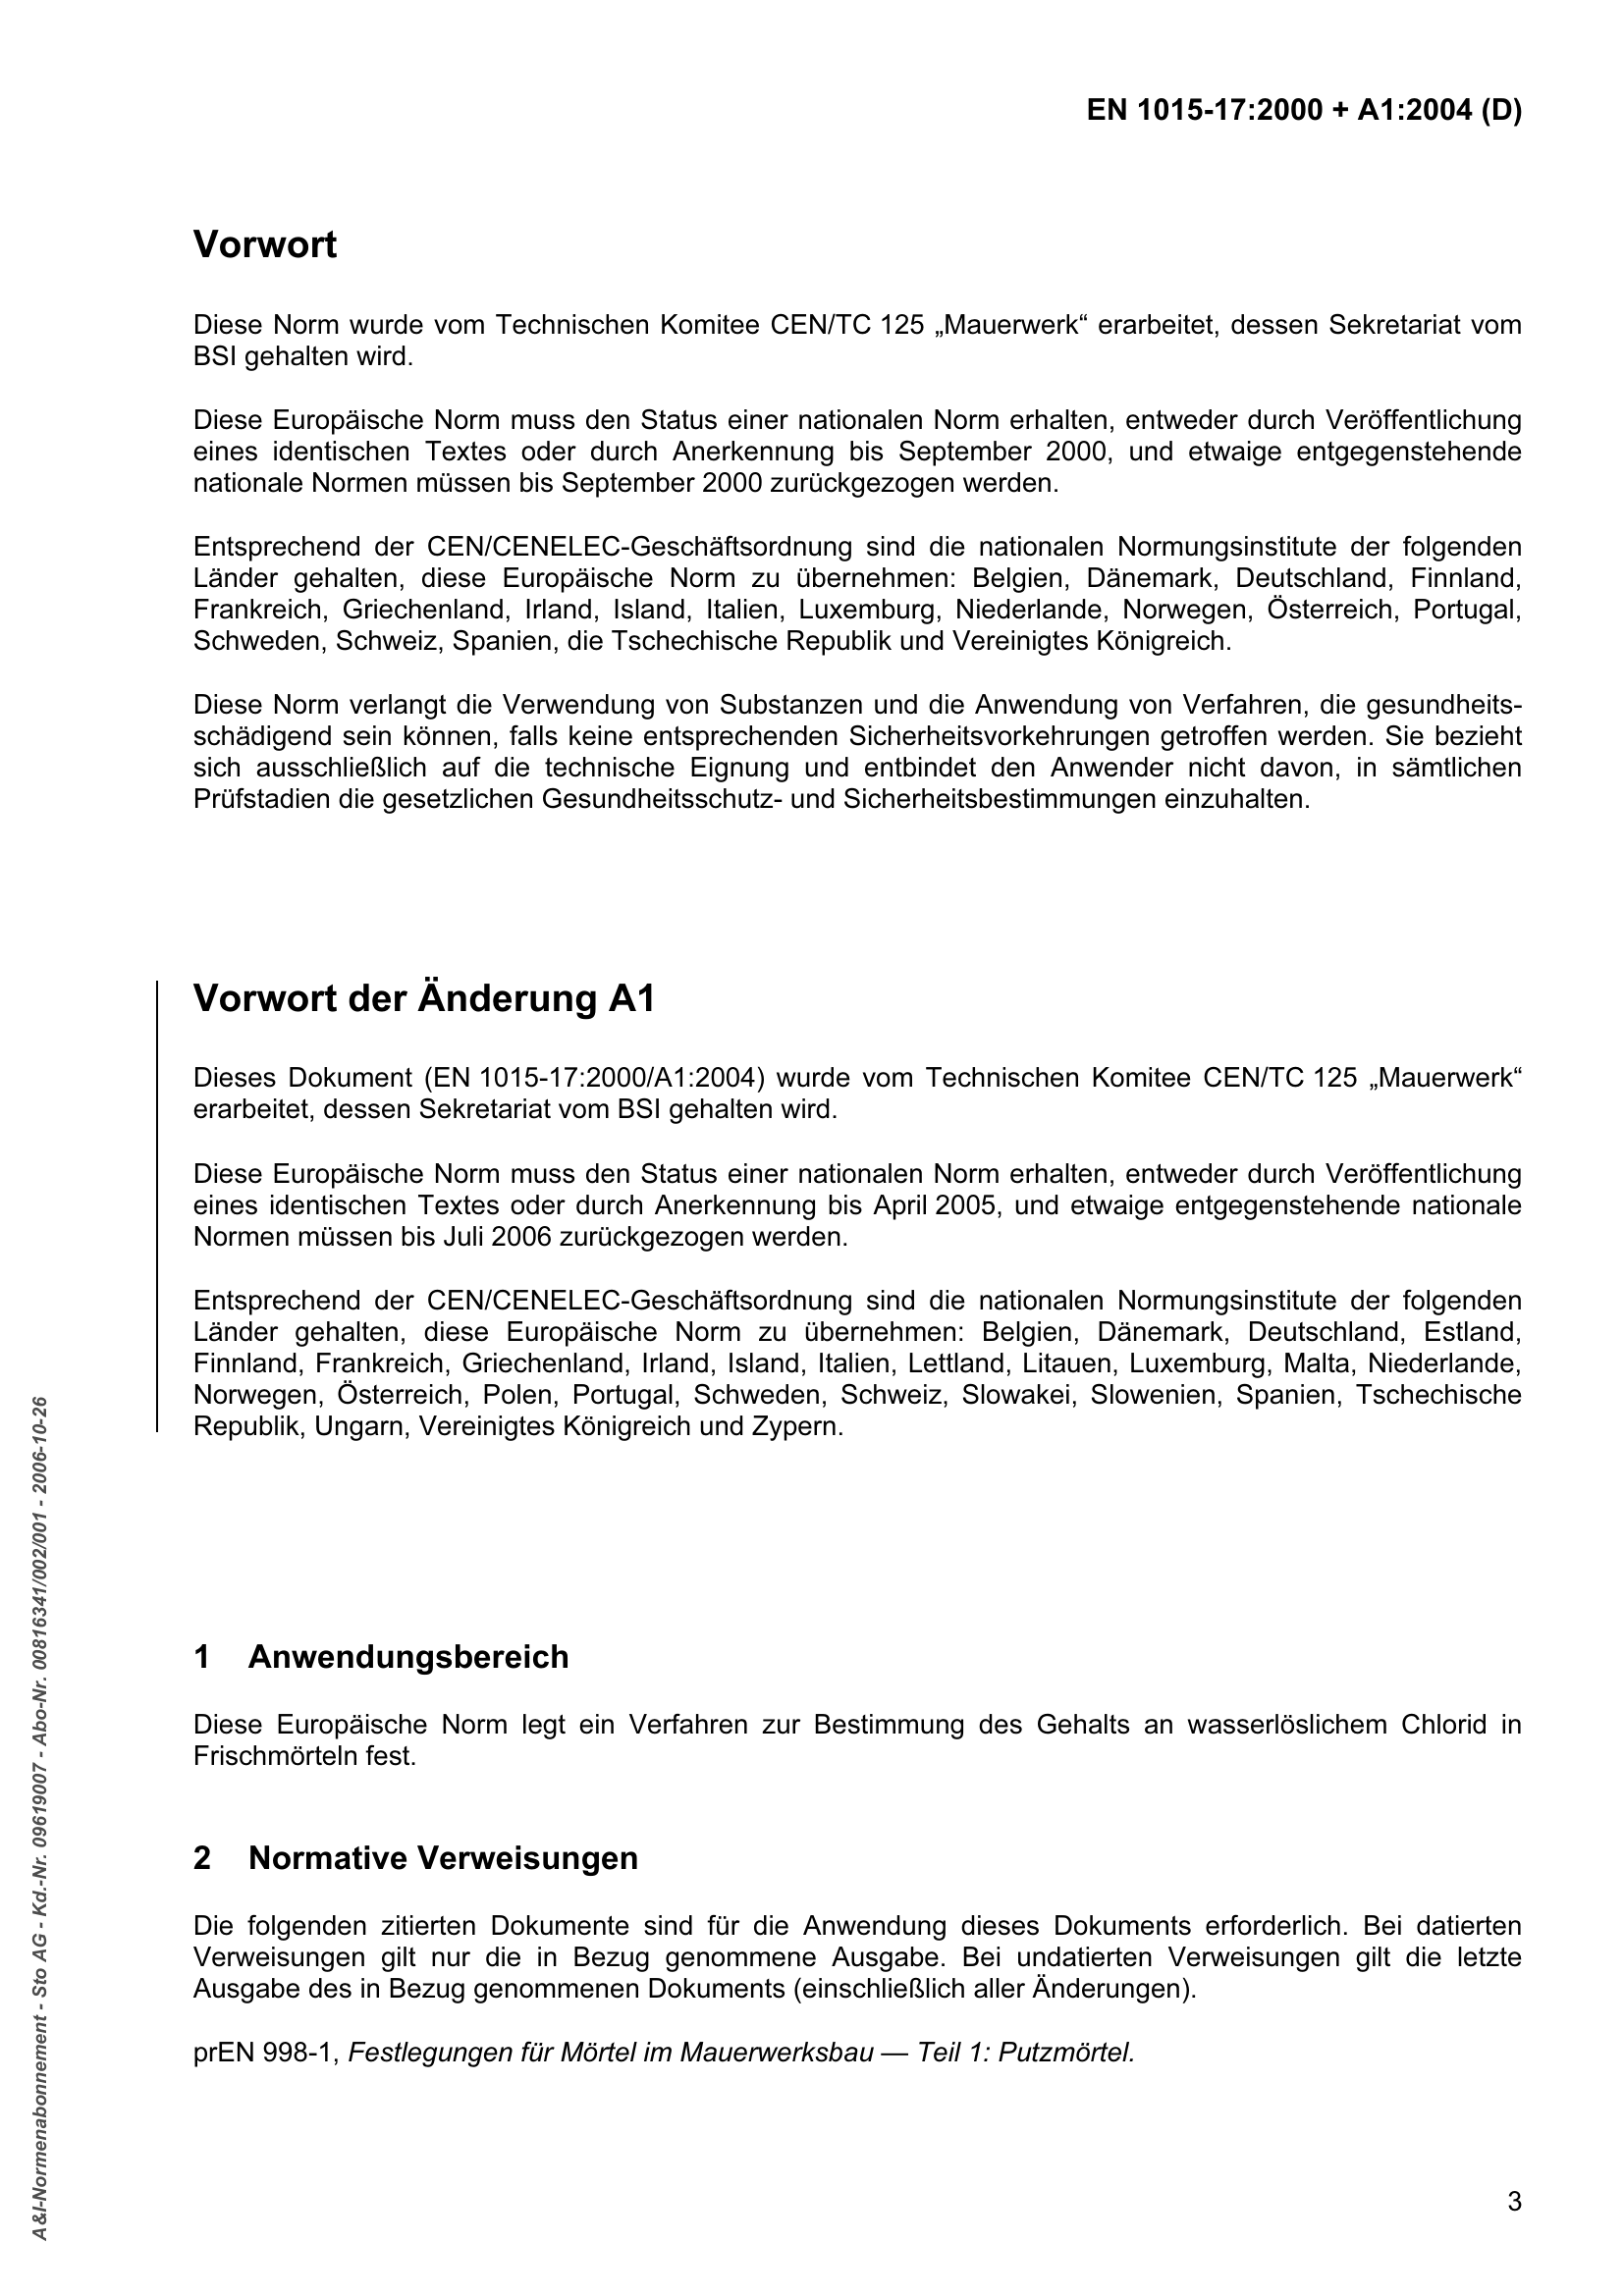 EN 1015-17:2000 + A1:2004 (D)
Vorwort
Diese Norm wurde vom Technischen Komitee CEN/TC 125 „Mauerwerk“ erarbeitet, dessen Sekretariat vom
BSI gehalten wird.
Diese Europäische Norm muss den Status einer nationalen Norm erhalten, entweder durch Veröffentlichung
eines identischen Textes oder durch Anerkennung bis September 2000, und etwaige entgegenstehende
nationale Normen müssen bis September 2000 zurückgezogen werden.
Entsprechend der CEN/CENELEC-Geschäftsordnung sind die nationalen Normungsinstitute der folgenden
Länder gehalten, diese Europäische Norm zu übernehmen: Belgien, Dänemark, Deutschland, Finnland,
Frankreich, Griechenland, Irland, Island, Italien, Luxemburg, Niederlande, Norwegen, Österreich, Portugal,
Schweden, Schweiz, Spanien, die Tschechische Republik und Vereinigtes Königreich.
Diese Norm verlangt die Verwendung von Substanzen und die Anwendung von Verfahren, die gesundheits-
schädigend sein können, falls keine entsprechenden Sicherheitsvorkehrungen getroffen werden. Sie bezieht
sich ausschließlich auf die technische Eignung und entbindet den Anwender nicht davon, in sämtlichen
Prüfstadien die gesetzlichen Gesundheitsschutz- und Sicherheitsbestimmungen einzuhalten.
Vorwort der Änderung A1
Dieses Dokument (EN 1015-17:2000/A1:2004) wurde vom Technischen Komitee CEN/TC 125 „Mauerwerk“
erarbeitet, dessen Sekretariat vom BSI gehalten wird.
Diese Europäische Norm muss den Status einer nationalen Norm erhalten, entweder durch Veröffentlichung
eines identischen Textes oder durch Anerkennung bis April 2005, und etwaige entgegenstehende nationale
Normen müssen bis Juli 2006 zurückgezogen werden.
Entsprechend der CEN/CENELEC-Geschäftsordnung sind die nationalen Normungsinstitute der folgenden
Länder gehalten, diese Europäische Norm zu übernehmen: Belgien, Dänemark, Deutschland, Estland,
Finnland, Frankreich, Griechenland, Irland, Island, Italien, Lettland, Litauen, Luxemburg, Malta, Niederlande,
Norwegen, Österreich, Polen, Portugal, Schweden, Schweiz, Slowakei, Slowenien, Spanien, Tschechische
Republik, Ungarn, Vereinigtes Königreich und Zypern.
1 Anwendungsbereich
Diese Europäische Norm legt ein Verfahren zur Bestimmung des Gehalts an wasserlöslichem Chlorid in
Frischmörteln fest.
2 Normative Verweisungen
Die folgenden zitierten Dokumente sind für die Anwendung dieses Dokuments erforderlich. Bei datierten
Verweisungen gilt nur die in Bezug genommene Ausgabe. Bei undatierten Verweisungen gilt die letzte
Ausgabe des in Bezug genommenen Dokuments (einschließlich aller Änderungen).
prEN 998-1, Festlegungen für Mörtel im Mauerwerksbau — Teil 1: Putzmörtel.
3
A&I-Normenabonnement - Sto AG - Kd.-Nr. 09619007 - Abo-Nr. 00816341/002/001 - 2006-10-26